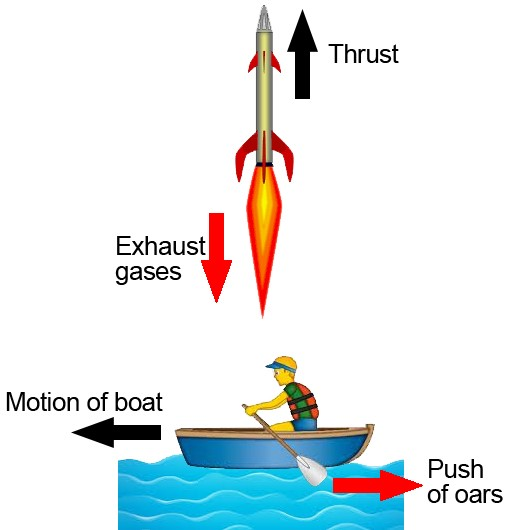 Thrust
Exhaust
gases
Motion of boat
Push
of oars